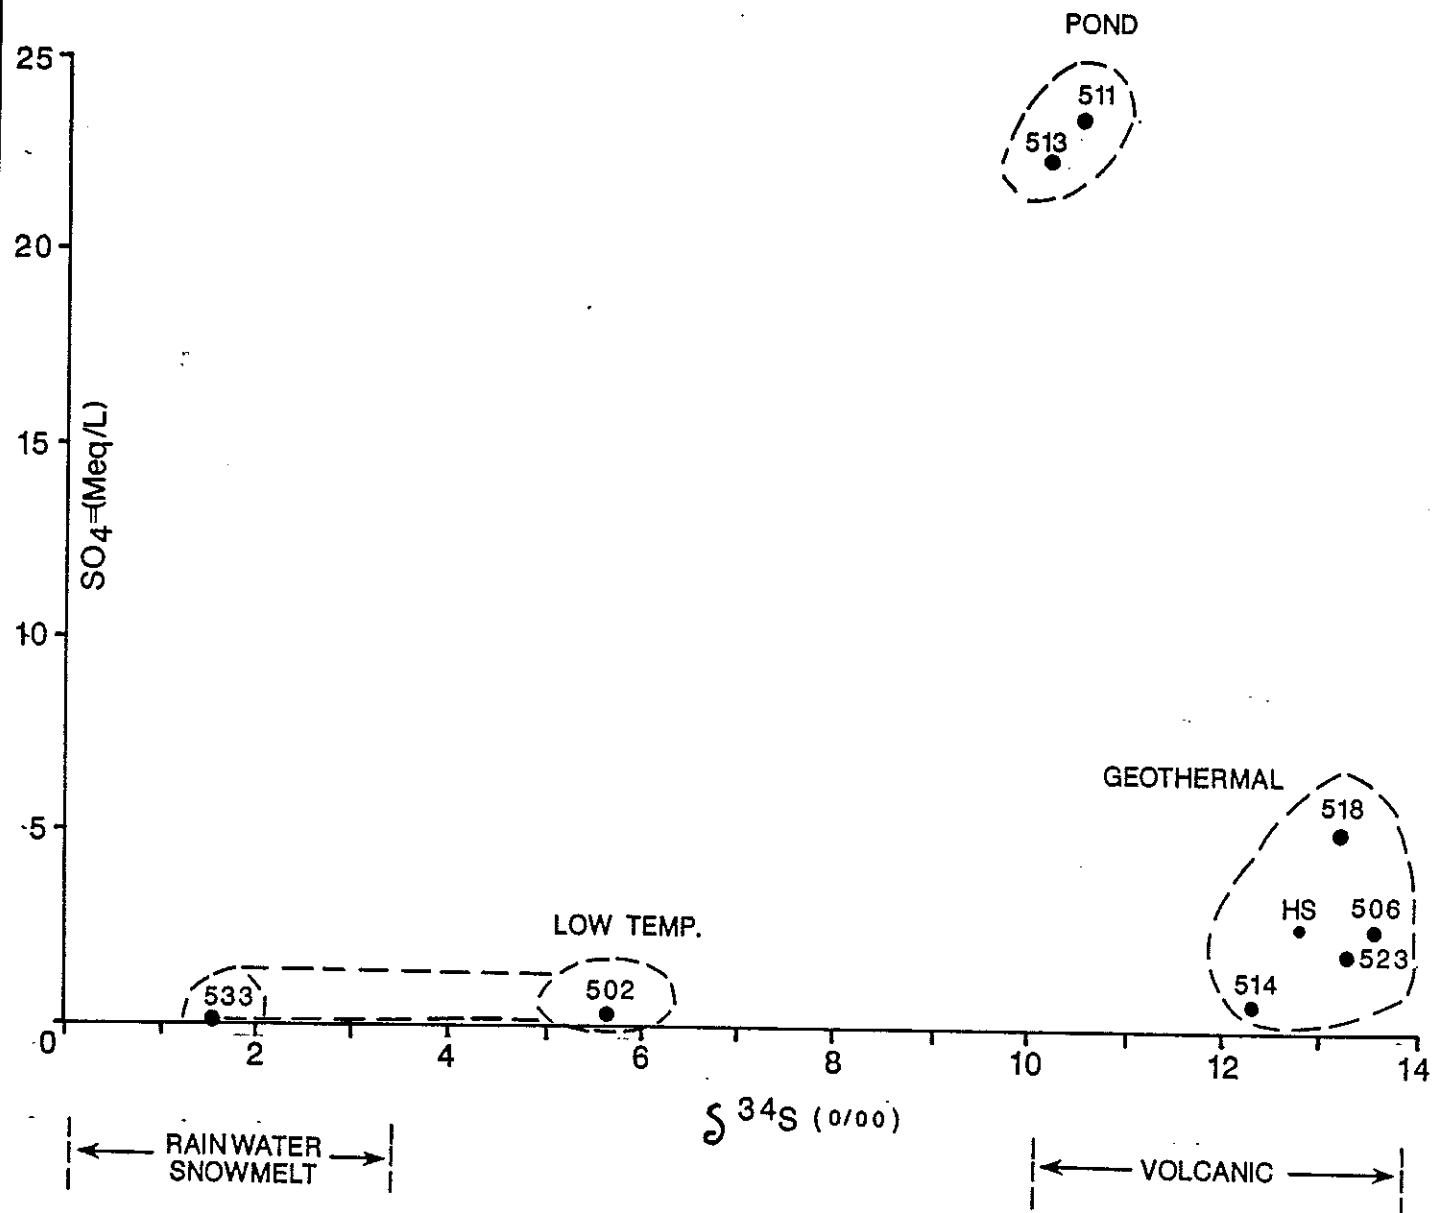 POND
25
511
513
20
15
SO4=(Meq/L)
10
5
GEOTHERMAL
518
HS
506
523
514
LOW TEMP.
533
502
0
2
4
6
8
10
12
14
δ 34S (0/00)
RAIN WATER
SNOWMELT
VOLCANIC